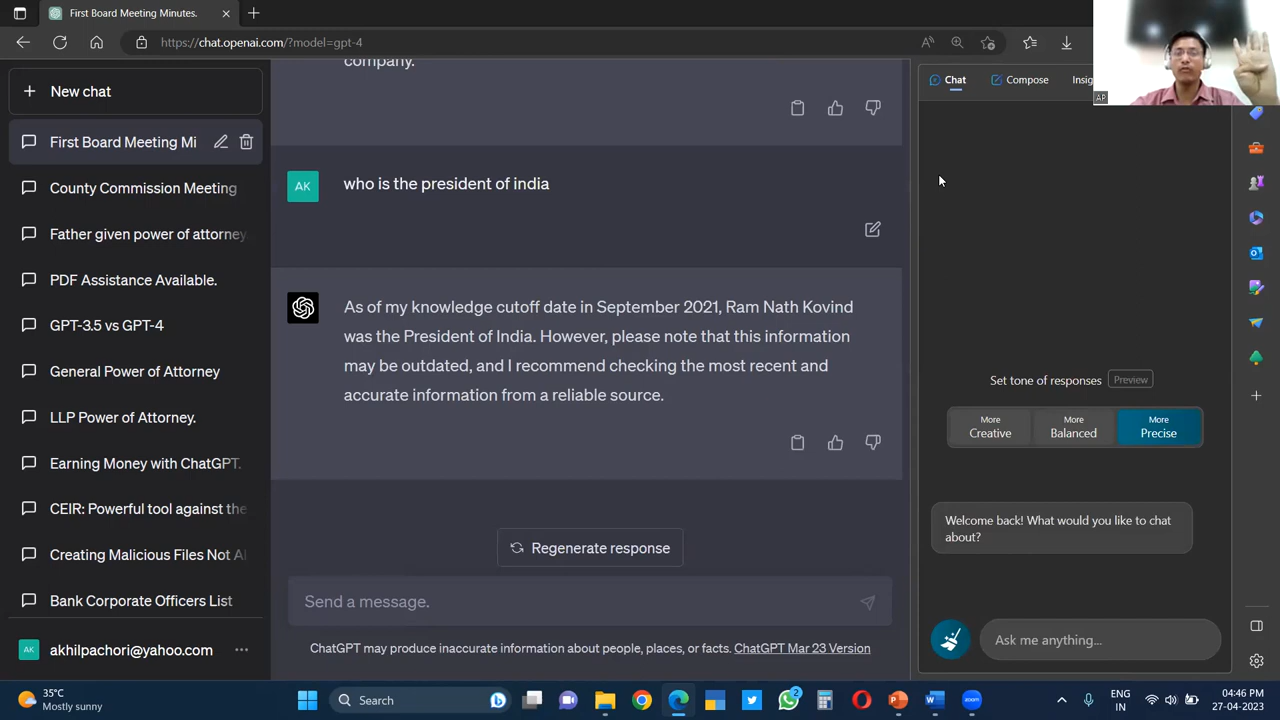 First Board Meeting Minutes.
https://chat.openai.com/?model=gpt-4
New chat
First Board Meeting Mi
County Commission Meeting
Father given power of attorney
PDF Assistance Available.
GPT-3.5 vs GPT-4
General Power of Attorney
LLP Power of Attorney.
Earning Money with ChatGPT.
CEIR: Powerful tool against the
Creating Malicious Files Not Al
Bank Corporate Officers List
AK
akhilpachori@yahoo.com
company.
AK
who is the president of india
As of my knowledge cutoff date in September 2021, Ram Nath Kovind
was the President of India. However, please note that this information
may be outdated, and I recommend checking the most recent and
accurate information from a reliable source.
Regenerate response
Send a message.
ChatGPT may produce inaccurate information about people, places, or facts. ChatGPT Mar 23 Version
Chat
Compose
Insig
AP
Set tone of responses
Preview
More
Creative
More
Balanced
More
Precise
Welcome back! What would you like to chat
about?
Ask me anything...
35°C
Mostly sunny
Search
2
zoom
ENG
IN
04:46 PM
27-04-2023